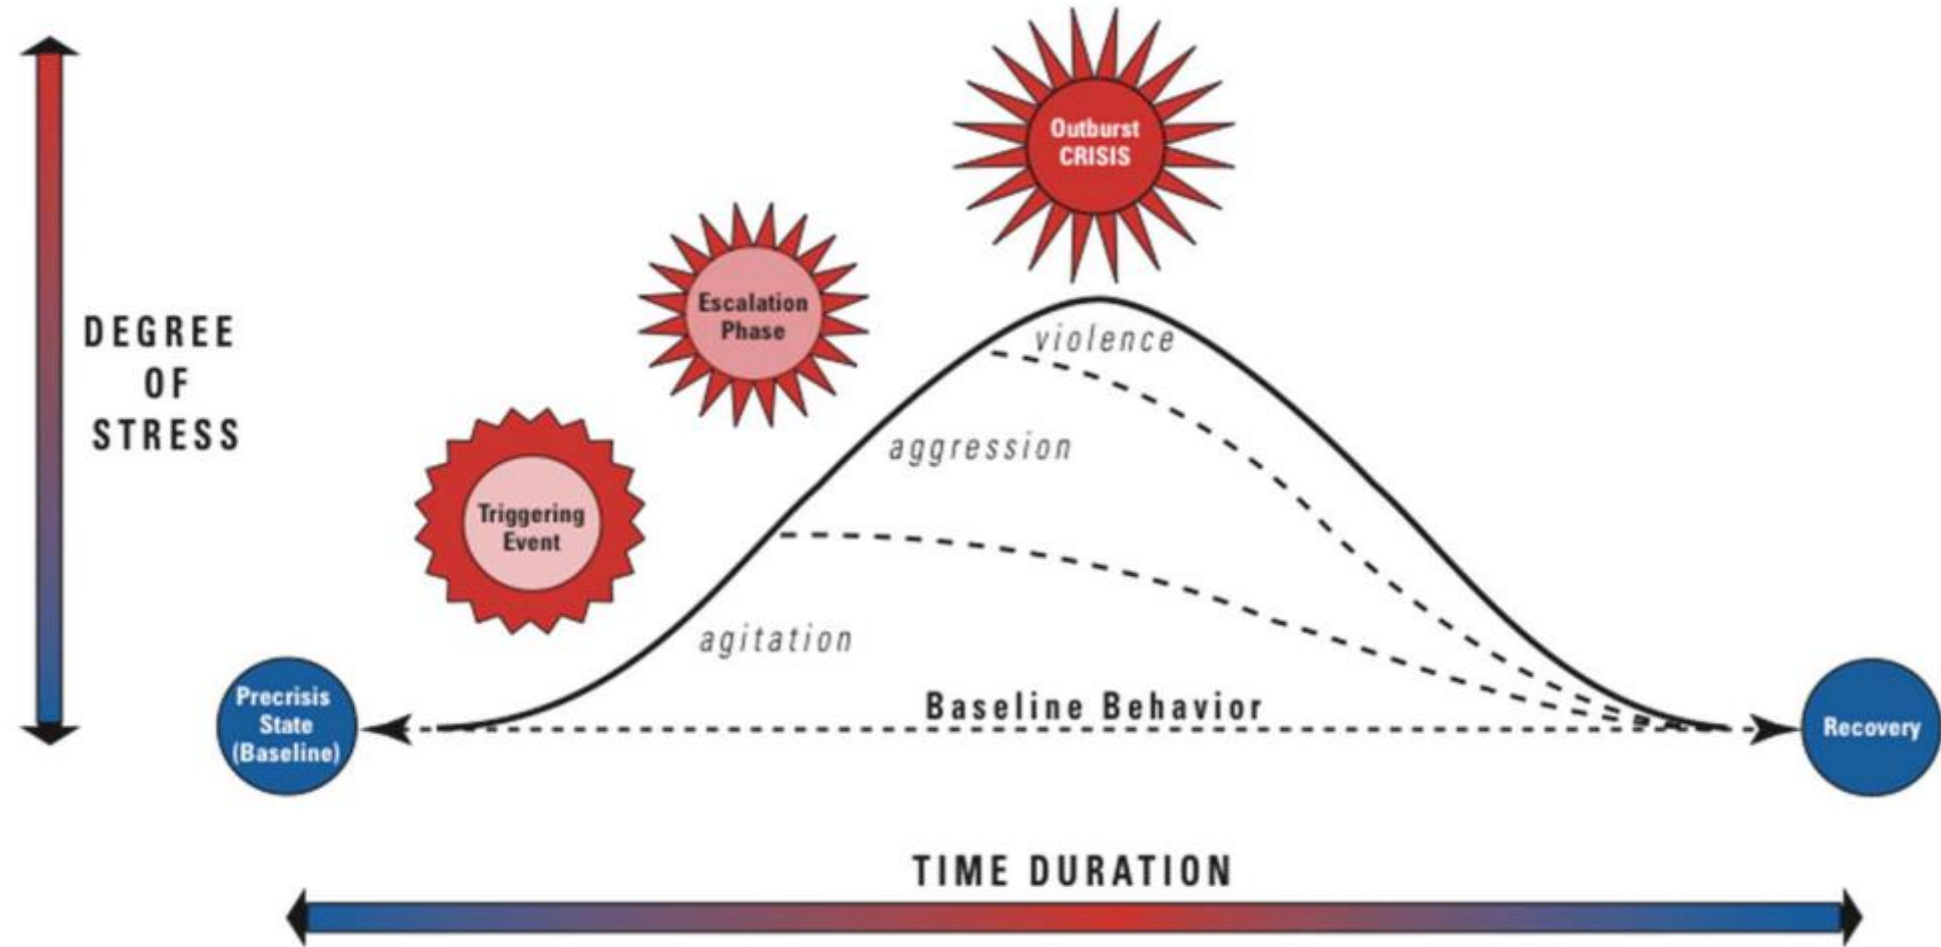 Outburst
CRISIS
Escalation
Phase
violence
DEGREE
OF
STRESS
aggression
Triggering
Event
agitation
Precrisis
State
(Baseline)
Baseline Behavior
Recovery
TIME DURATION